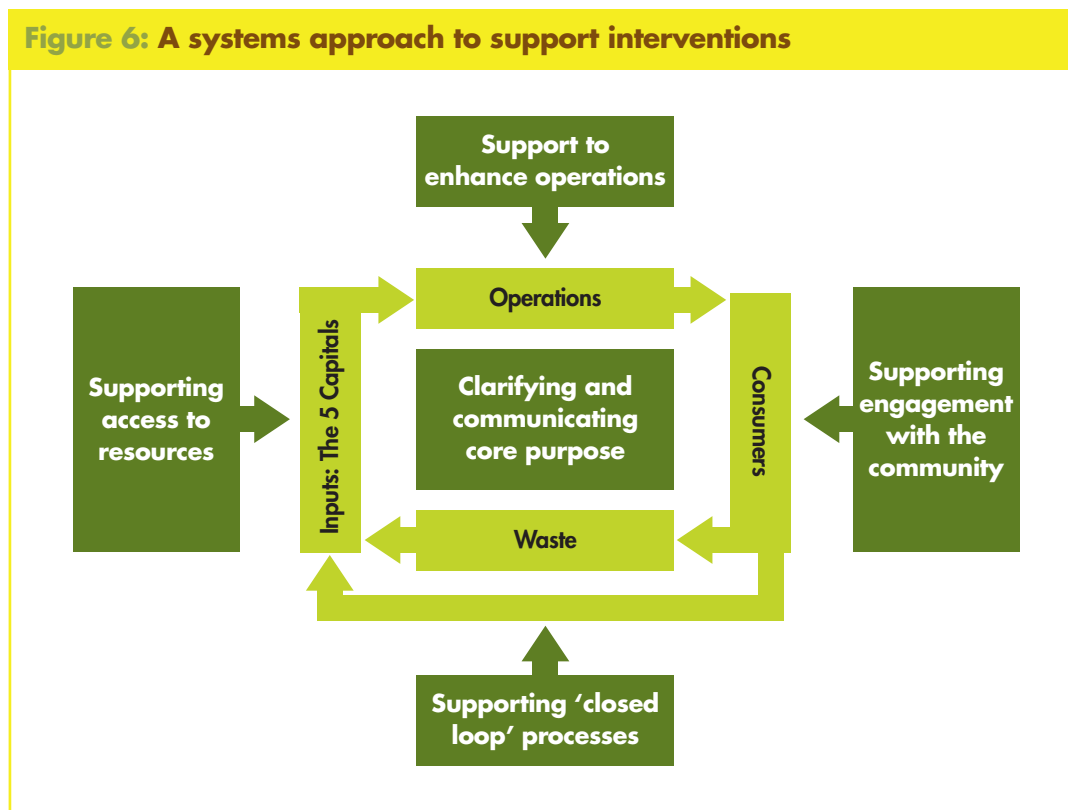 Figure 6: A systems approach to support interventions
Support to
enhance operations
Operations
Supporting
access to
resources
Inputs: The 5 Capitals
Clarifying and
communicating
core purpose
Consumers
Supporting
engagement
with the
community
Waste
Supporting ‘closed
loop’ processes